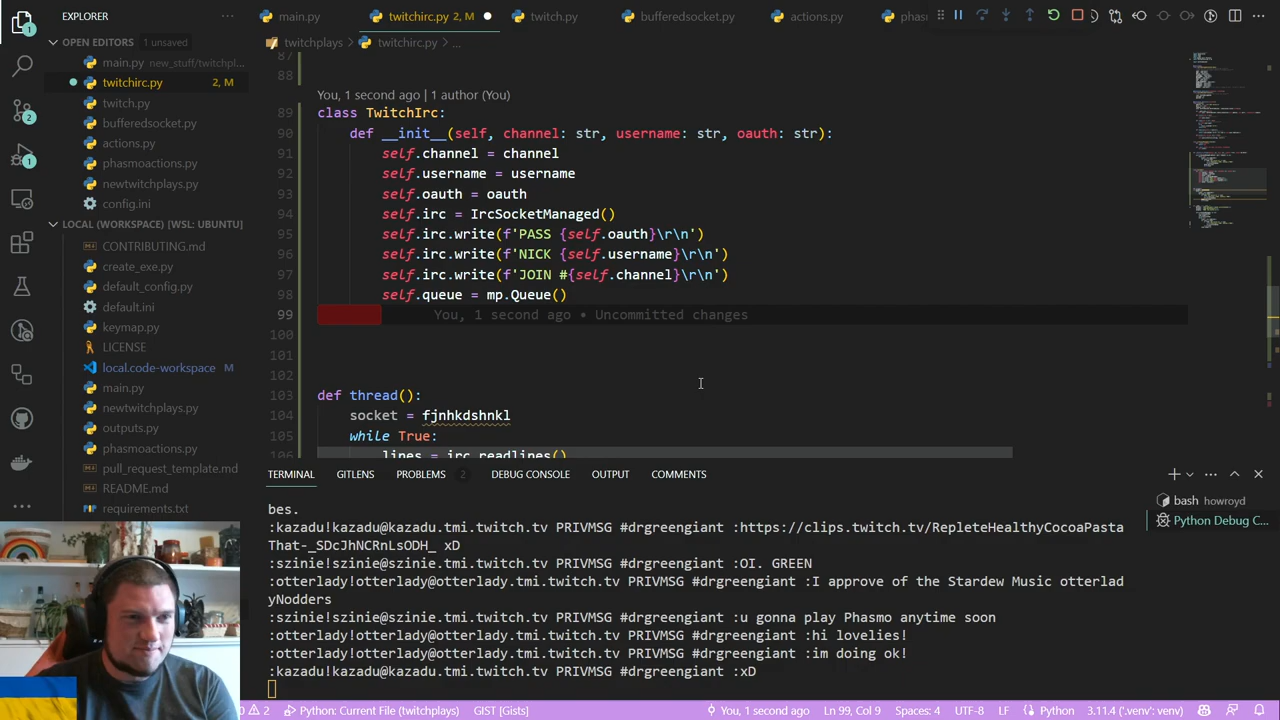 EXPLORER
main.py
twitchirc.py 2, M
twitch.py
bufferedsocket.py
actions.py
phas
OPEN EDITORS 1 unsaved
twitchplays > twitchirc.py > ...
main.py new_stuff/twitchpl...
twitchirc.py 2, M
twitch.py
bufferedsocket.py
actions.py
phasmoactions.py
newtwitchplays.py
config.ini
LOCAL (WORKSPACE) [WSL: UBUNTU]
CONTRIBUTING.md
create_exe.py
default_config.py
default.ini
keymap.py
LICENSE
local.code-workspace M
main.py
newtwitchplays.py
outputs.py
phasmoactions.py
pull_request_template.md
README.md
requirements.txt
87
88
You, 1 second ago | 1 author (You)
89 class TwitchIrc:
90 def __init__(self, channel: str, username: str, oauth: str):
91 self.channel = channel
92 self.username = username
93 self.oauth = oauth
94 self.irc = IrcSocketManaged()
95 self.irc.write(f'PASS {self.oauth}\r\n')
96 self.irc.write(f'NICK {self.username}\r\n')
97 self.irc.write(f'JOIN #{self.channel}\r\n')
98 self.queue = mp.Queue()
99 You, 1 second ago • Uncommitted changes
100
101
102
103 def thread():
104 socket = fjnhkdshnkl
105 while True:
106 lines = irc.readlines()
TERMINAL GITLENS PROBLEMS 2 DEBUG CONSOLE OUTPUT COMMENTS
bes.
:kazadu!kazadu@kazadu.tmi.twitch.tv PRIVMSG #drgreengiant :https://clips.twitch.tv/RepleteHealthyCocoaPasta
That-_SDcJhNCRnLsODH_ xD
:szinie!szinie@szinie.tmi.twitch.tv PRIVMSG #drgreengiant :OI. GREEN
:otterlady!otterlady@otterlady.tmi.twitch.tv PRIVMSG #drgreengiant :I approve of the Stardew Music otterlad
yNodders
:szinie!szinie@szinie.tmi.twitch.tv PRIVMSG #drgreengiant :u gonna play Phasmo anytime soon
:otterlady!otterlady@otterlady.tmi.twitch.tv PRIVMSG #drgreengiant :hi lovelies!
:otterlady!otterlady@otterlady.tmi.twitch.tv PRIVMSG #drgreengiant :im doing ok!
:kazadu!kazadu@kazadu.tmi.twitch.tv PRIVMSG #drgreengiant :xD
bash howroyd
Python Debug C...
0 2 Python: Current File (twitchplays) GIST [Gists] You, 1 second ago Ln 99, Col 9 Spaces: 4 UTF-8 LF Python 3.11.4 ('.venv': venv)